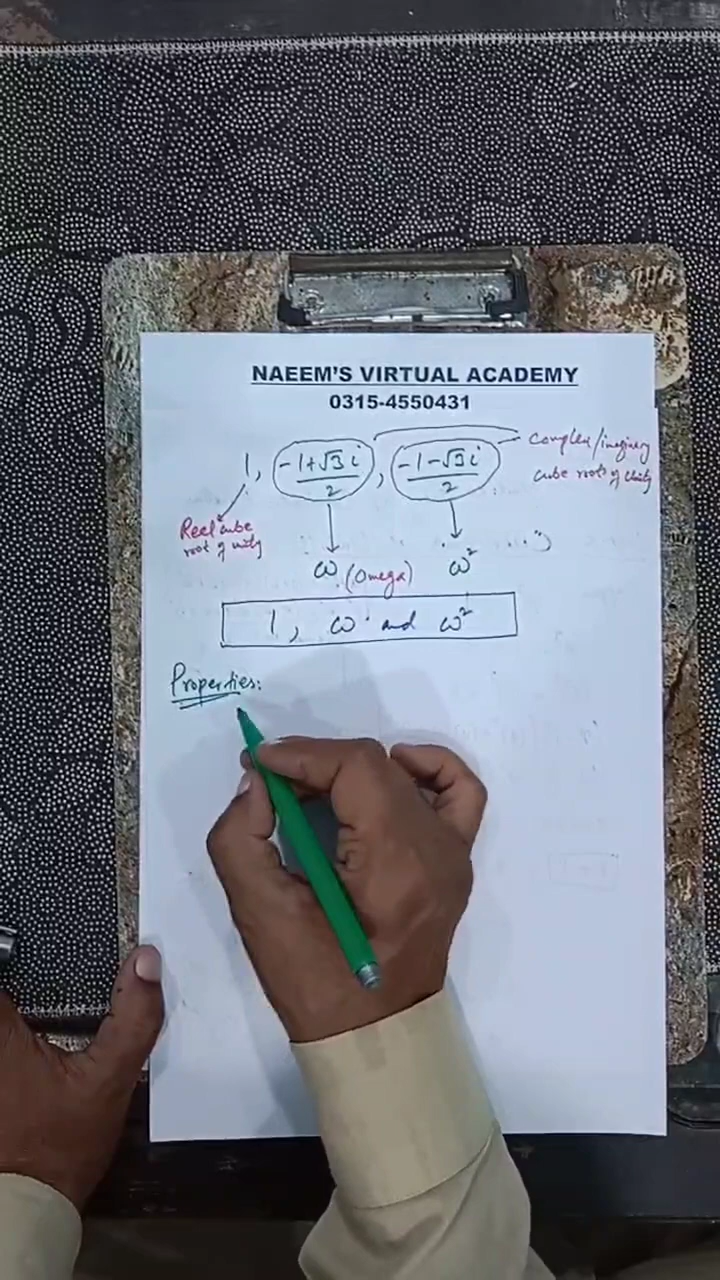 NAEEM'S VIRTUAL ACADEMY
0315-4550431
1, (-1+√3i)/2, (-1-√3i)/2
complex/imaginary
cube roots of Unity
Real cube
root of unity
ω (Omega) ω²
1, ω and ω²
Properties: